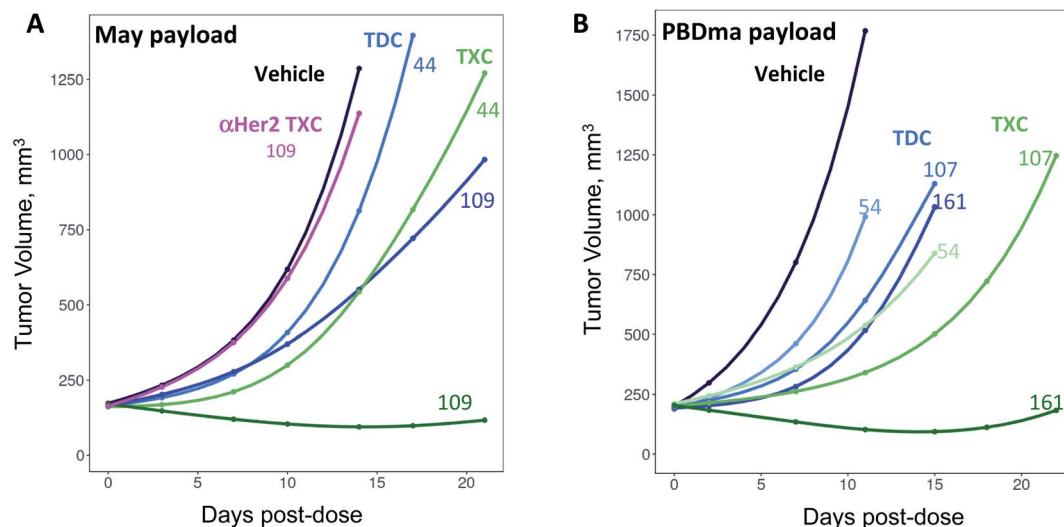 A
May payload
TDC
44
TXC
44
Vehicle
αHer2 TXC
109
109
109
1250
1000
750
500
250
0
Tumor Volume, mm³
0 5 10 15 20
Days post-dose
B
PBDma payload
Vehicle
TDC
107
161
54
54
TXC
107
161
1750
1500
1250
1000
750
500
250
0
Tumor Volume, mm³
0 5 10 15 20
Days post-dose